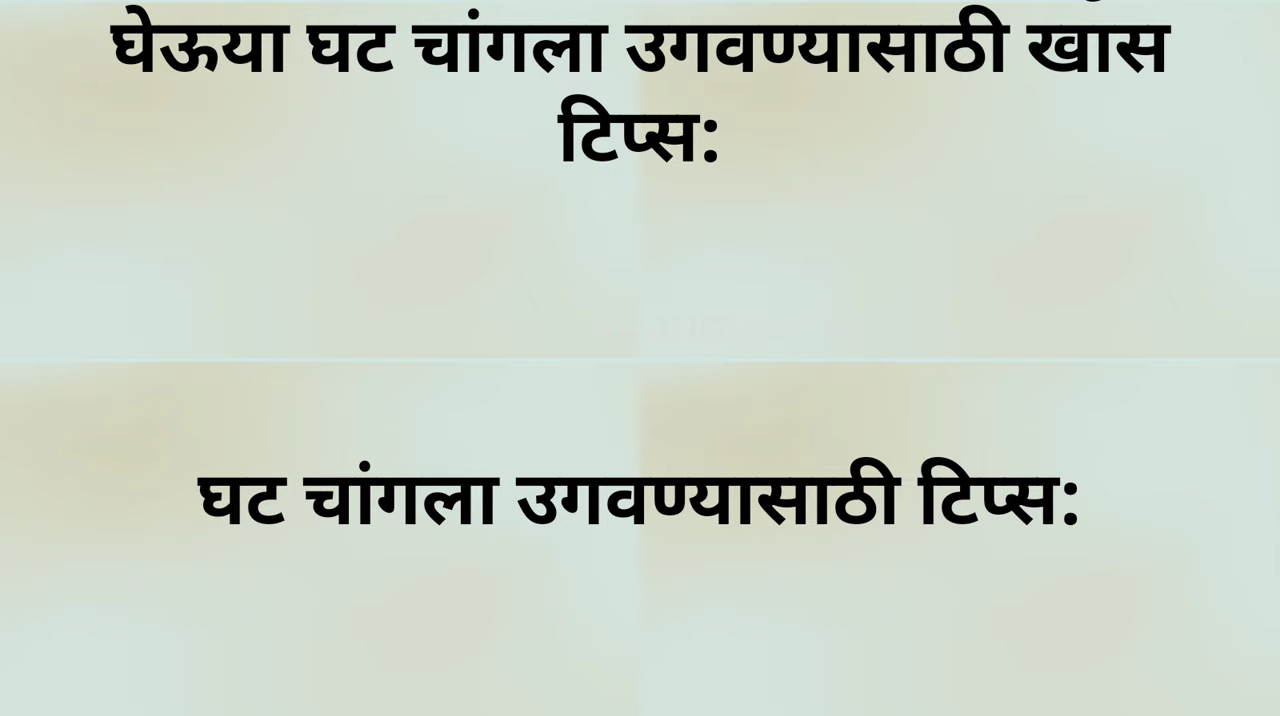 घेऊया घट चांगला उगवण्यासाठी खास
टिप्स:
घट चांगला उगवण्यासाठी टिप्स: